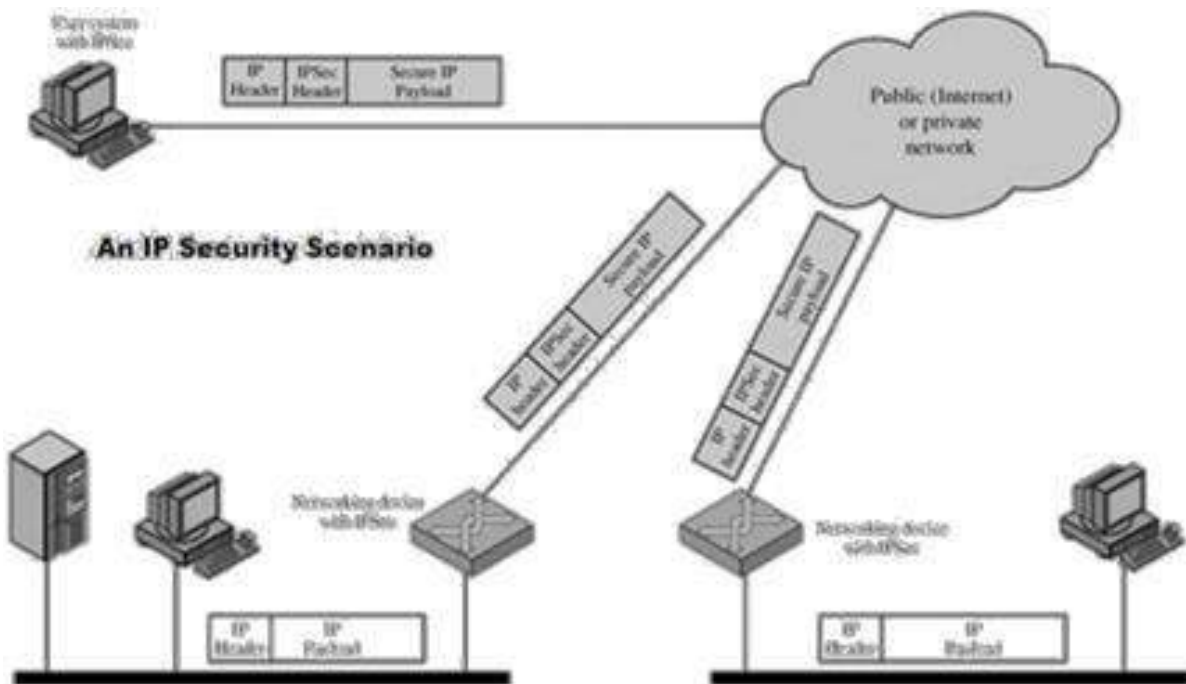 User system
with IPSec
IP
Header
IPSec
Header
Secure IP
Payload
Public (Internet)
or private
network
An IP Security Scenario
Secure IP
payload
IPSec
header
IP
header
Secure IP
payload
IPSec
header
IP
header
Networking device
with IPSec
Networking device
with IPSec
IP
Header
IP
Payload
IP
Header
IP
Payload